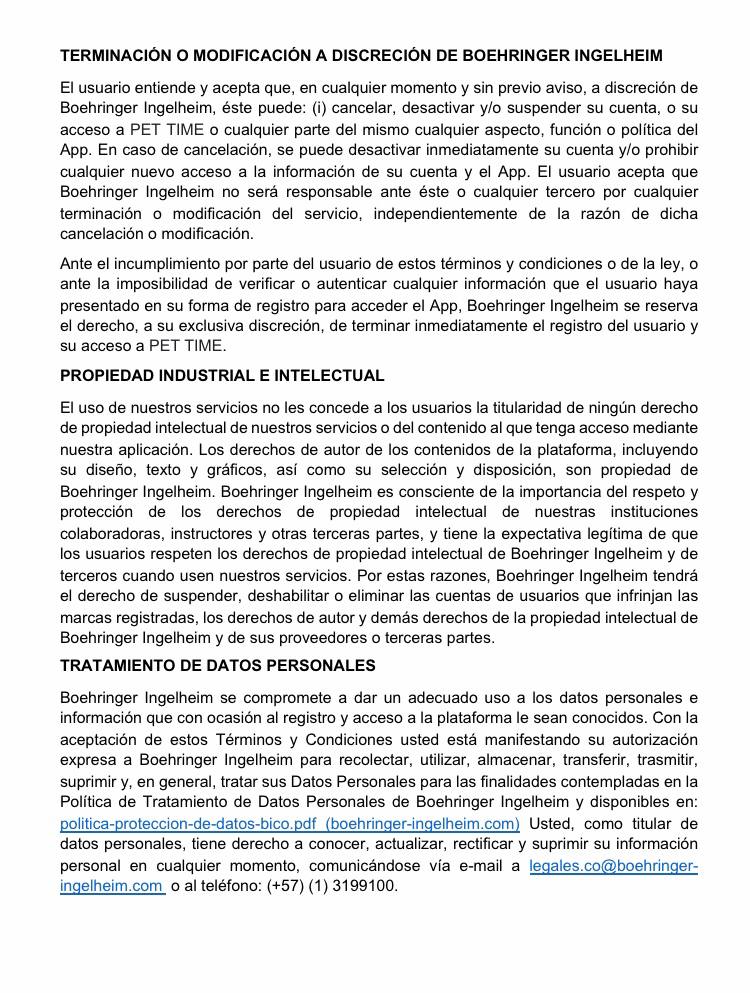 TERMINACIÓN O MODIFICACIÓN A DISCRECIÓN DE BOEHRINGER INGELHEIM
El usuario entiende y acepta que, en cualquier momento y sin previo aviso, a discreción de
Boehringer Ingelheim, éste puede: (i) cancelar, desactivar y/o suspender su cuenta, o su
acceso a PET TIME o cualquier parte del mismo cualquier aspecto, función o política del
App. En caso de cancelación, se puede desactivar inmediatamente su cuenta y/o prohibir
cualquier nuevo acceso a la información de su cuenta y el App. El usuario acepta que
Boehringer Ingelheim no será responsable ante éste o cualquier tercero por cualquier
terminación o modificación del servicio, independientemente de la razón de dicha
cancelación o modificación.
Ante el incumplimiento por parte del usuario de estos términos y condiciones o de la ley, o
ante la imposibilidad de verificar o autenticar cualquier información que el usuario haya
presentado en su forma de registro para acceder el App, Boehringer Ingelheim se reserva
el derecho, a su exclusiva discreción, de terminar inmediatamente el registro del usuario y
su acceso a PET TIME.
PROPIEDAD INDUSTRIAL E INTELECTUAL
El uso de nuestros servicios no les concede a los usuarios la titularidad de ningún derecho
de propiedad intelectual de nuestros servicios o del contenido al que tenga acceso mediante
nuestra aplicación. Los derechos de autor de los contenidos de la plataforma, incluyendo
su diseño, texto y gráficos, así como su selección y disposición, son propiedad de
Boehringer Ingelheim. Boehringer Ingelheim es consciente de la importancia del respeto y
protección de los derechos de propiedad intelectual de nuestras instituciones
colaboradoras, instructores y otras terceras partes, y tiene la expectativa legítima de que
los usuarios respeten los derechos de propiedad intelectual de Boehringer Ingelheim y de
terceros cuando usen nuestros servicios. Por estas razones, Boehringer Ingelheim tendrá
el derecho de suspender, deshabilitar o eliminar las cuentas de usuarios que infrinjan las
marcas registradas, los derechos de autor y demás derechos de la propiedad intelectual de
Boehringer Ingelheim y de sus proveedores o terceras partes.
TRATAMIENTO DE DATOS PERSONALES
Boehringer Ingelheim se compromete a dar un adecuado uso a los datos personales e
información que con ocasión al registro y acceso a la plataforma le sean conocidos. Con la
aceptación de estos Términos y Condiciones usted está manifestando su autorización
expresa a Boehringer Ingelheim para recolectar, utilizar, almacenar, transferir, trasmitir,
suprimir y, en general, tratar sus Datos Personales para las finalidades contempladas en la
Política de Tratamiento de Datos Personales de Boehringer Ingelheim y disponibles en:
politica-proteccion-de-datos-bico.pdf (boehringer-ingelheim.com) Usted, como titular de
datos personales, tiene derecho a conocer, actualizar, rectificar y suprimir su información
personal en cualquier momento, comunicándose vía e-mail a legales.co@boehringer-
ingelheim.com o al teléfono: (+57) (1) 3199100.